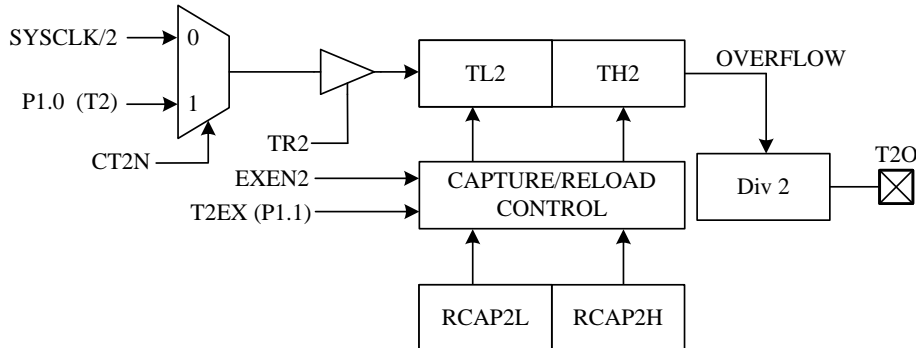 SYSCLK/2
0
P1.0 (T2)
1
CT2N
TR2
TL2
TH2
OVERFLOW
EXEN2
T2EX (P1.1)
CAPTURE/RELOAD
CONTROL
Div 2
T2O
RCAP2L
RCAP2H